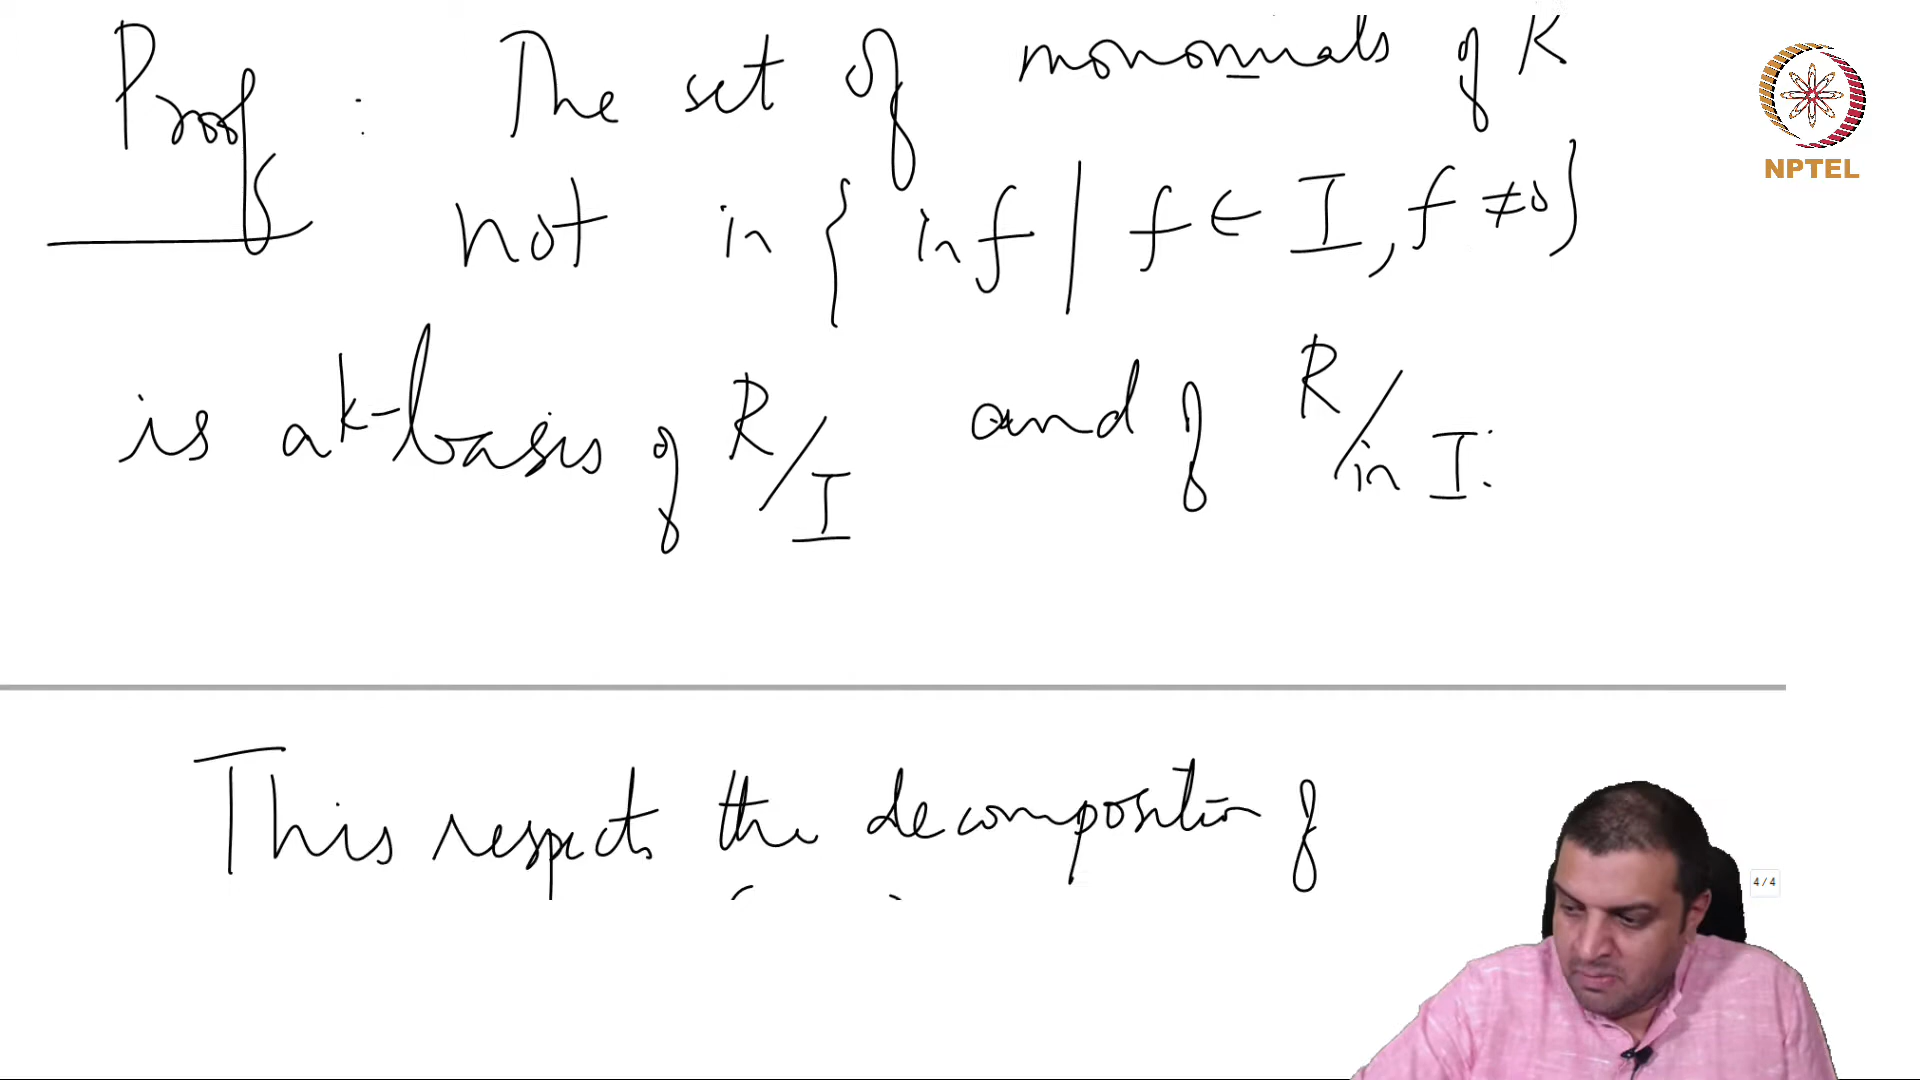 Proof : The set of monomials of R
not in { in f | f ∈ I, f ≠ 0 }
is a k-basis of R/I and of R/in I.
This respects the decomposition of
NPTEL
4 / 4